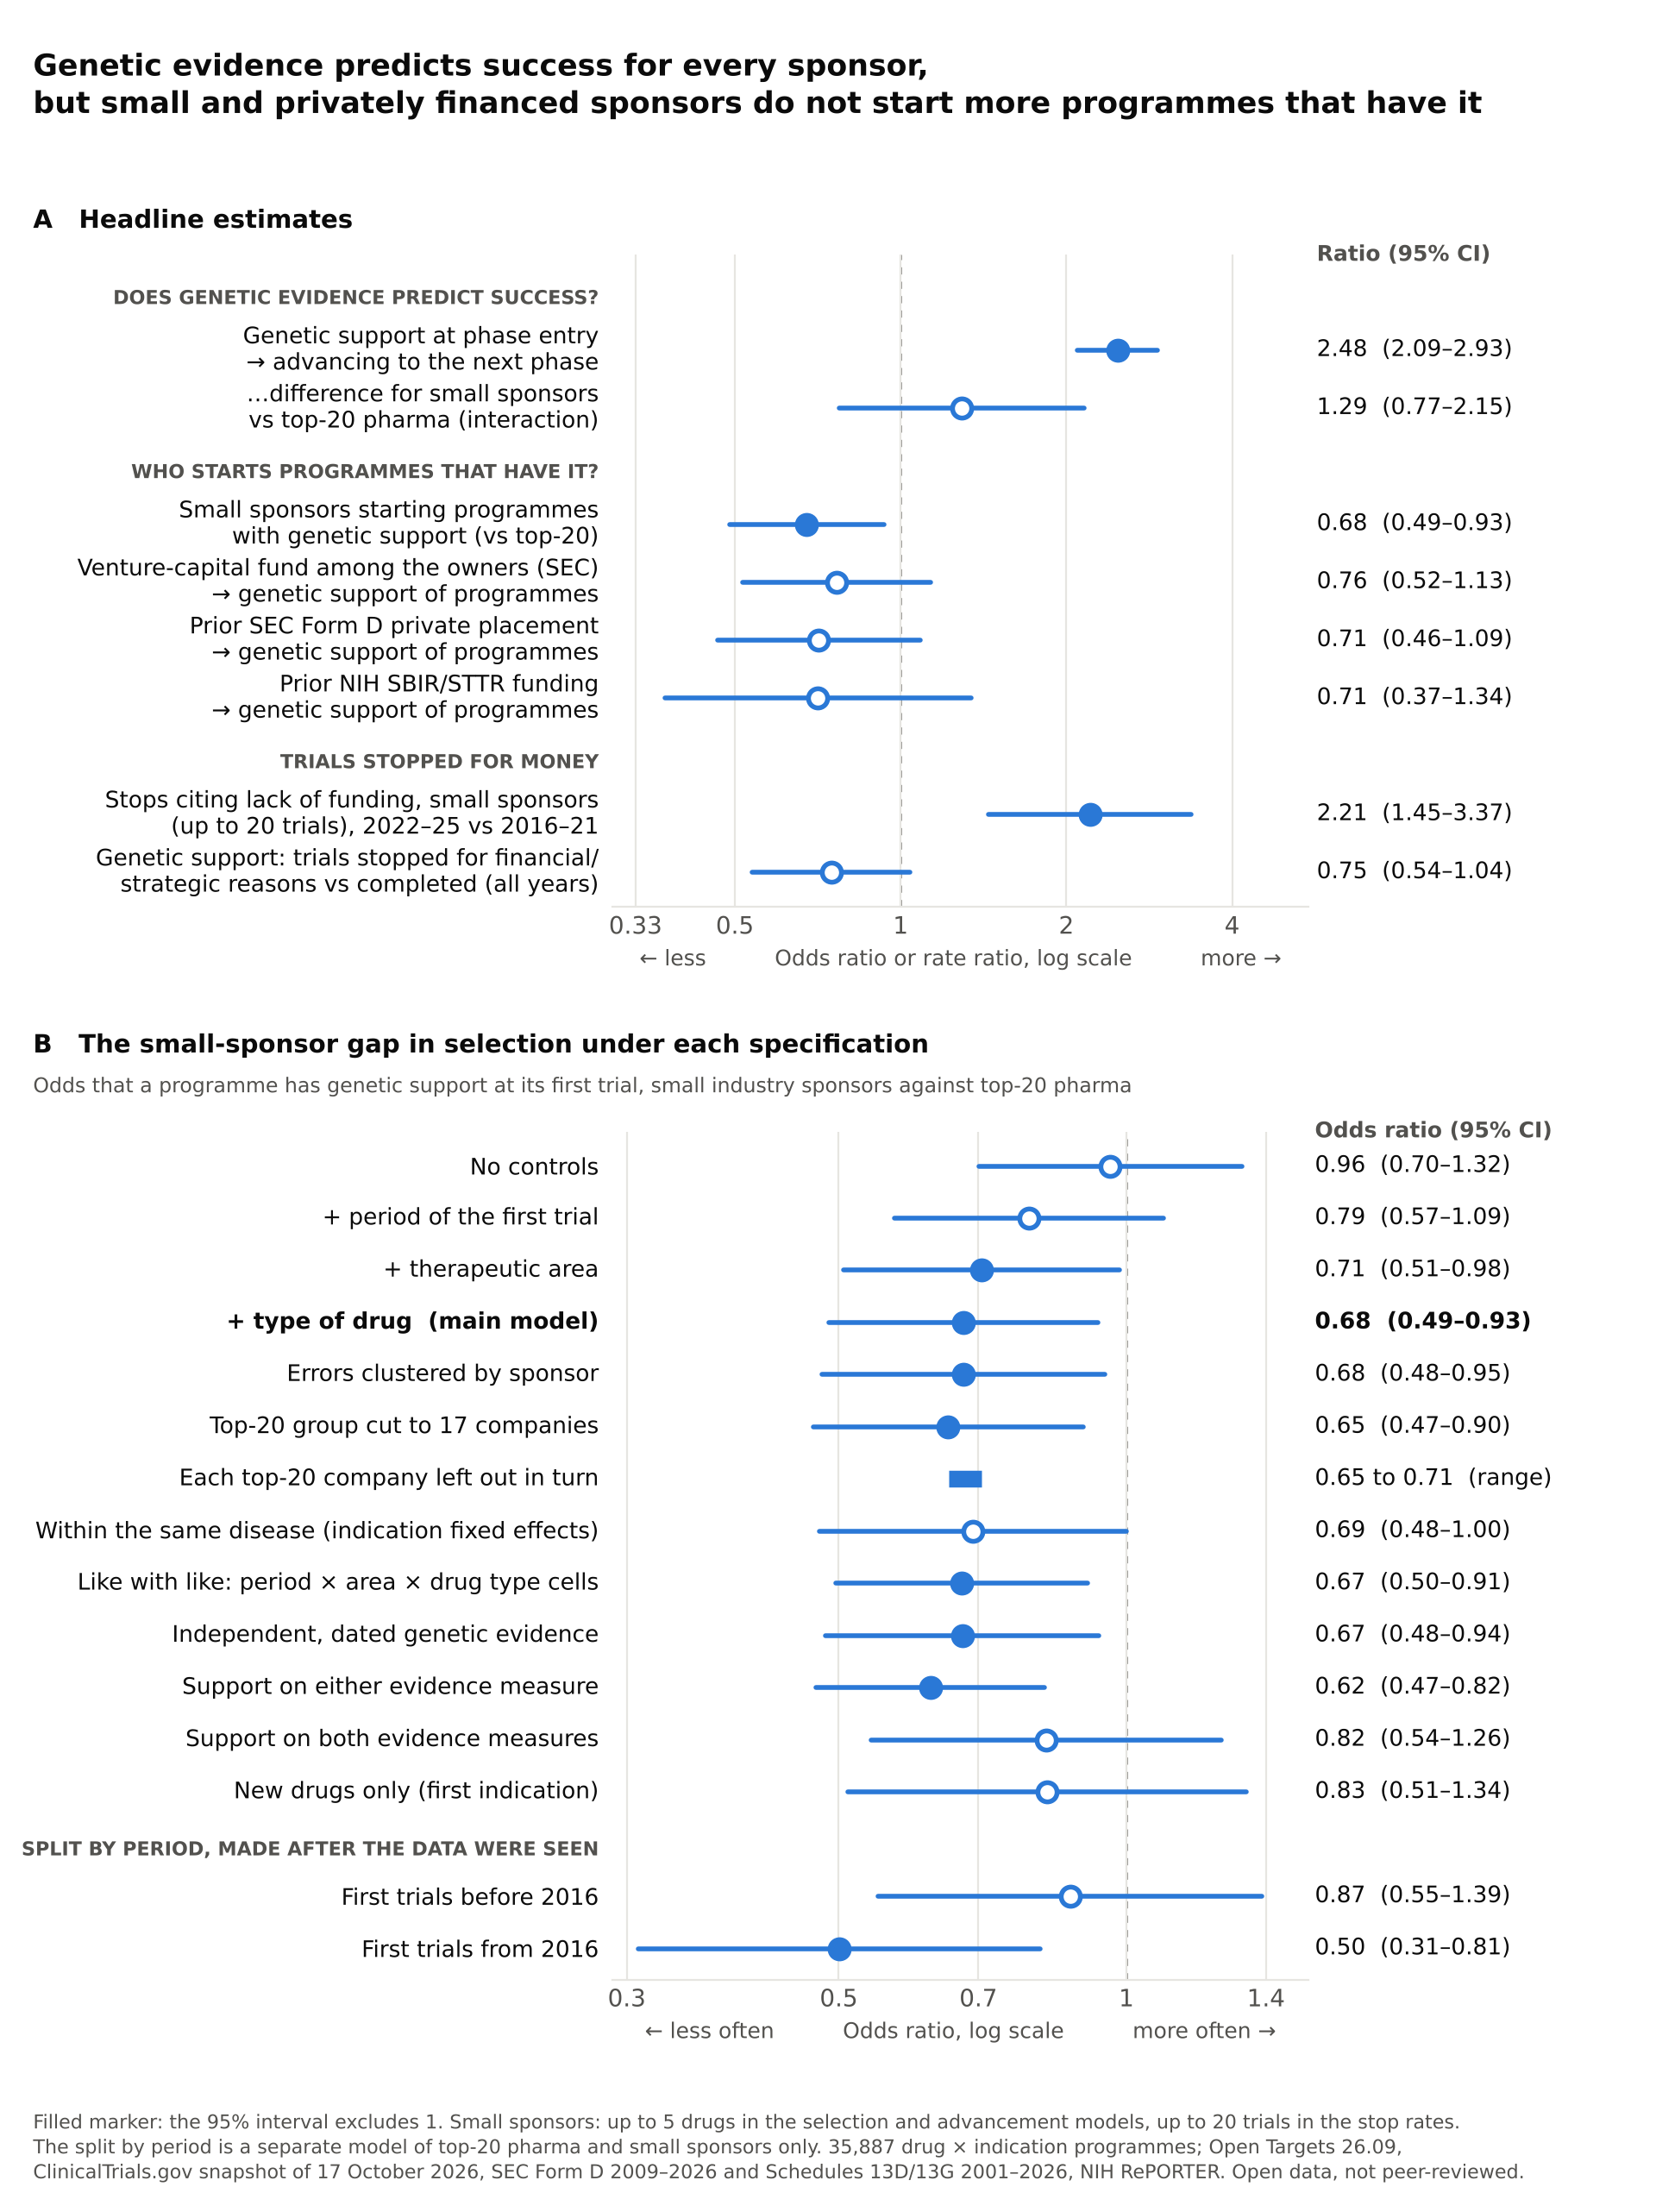 Genetic evidence predicts success for every sponsor,
but small and privately financed sponsors do not start more programmes that have it
A Headline estimates
Ratio (95% CI)
DOES GENETIC EVIDENCE PREDICT SUCCESS?
Genetic support at phase entry
→ advancing to the next phase
2.48 (2.09–2.93)
…difference for small sponsors
vs top-20 pharma (interaction)
1.29 (0.77–2.15)
WHO STARTS PROGRAMMES THAT HAVE IT?
Small sponsors starting programmes
with genetic support (vs top-20)
0.68 (0.49–0.93)
Venture-capital fund among the owners (SEC)
→ genetic support of programmes
0.76 (0.52–1.13)
Prior SEC Form D private placement
→ genetic support of programmes
0.71 (0.46–1.09)
Prior NIH SBIR/STTR funding
→ genetic support of programmes
0.71 (0.37–1.34)
TRIALS STOPPED FOR MONEY
Stops citing lack of funding, small sponsors
(up to 20 trials), 2022–25 vs 2016–21
2.21 (1.45–3.37)
Genetic support: trials stopped for financial/
strategic reasons vs completed (all years)
0.75 (0.54–1.04)
0.33 0.5 1 2 4
← less Odds ratio or rate ratio, log scale more →
B The small-sponsor gap in selection under each specification
Odds that a programme has genetic support at its first trial, small industry sponsors against top-20 pharma
Odds ratio (95% CI)
No controls 0.96 (0.70–1.32)
+ period of the first trial 0.79 (0.57–1.09)
+ therapeutic area 0.71 (0.51–0.98)
+ type of drug (main model) 0.68 (0.49–0.93)
Errors clustered by sponsor 0.68 (0.48–0.95)
Top-20 group cut to 17 companies 0.65 (0.47–0.90)
Each top-20 company left out in turn 0.65 to 0.71 (range)
Within the same disease (indication fixed effects) 0.69 (0.48–1.00)
Like with like: period × area × drug type cells 0.67 (0.50–0.91)
Independent, dated genetic evidence 0.67 (0.48–0.94)
Support on either evidence measure 0.62 (0.47–0.82)
Support on both evidence measures 0.82 (0.54–1.26)
New drugs only (first indication) 0.83 (0.51–1.34)
SPLIT BY PERIOD, MADE AFTER THE DATA WERE SEEN
First trials before 2016 0.87 (0.55–1.39)
First trials from 2016 0.50 (0.31–0.81)
0.3 0.5 0.7 1 1.4
← less often Odds ratio, log scale more often →
Filled marker: the 95% interval excludes 1. Small sponsors: up to 5 drugs in the selection and advancement models, up to 20 trials in the stop rates.
The split by period is a separate model of top-20 pharma and small sponsors only. 35,887 drug × indication programmes; Open Targets 26.09,
ClinicalTrials.gov snapshot of 17 October 2026, SEC Form D 2009–2026 and Schedules 13D/13G 2001–2026, NIH RePORTER. Open data, not peer-reviewed.